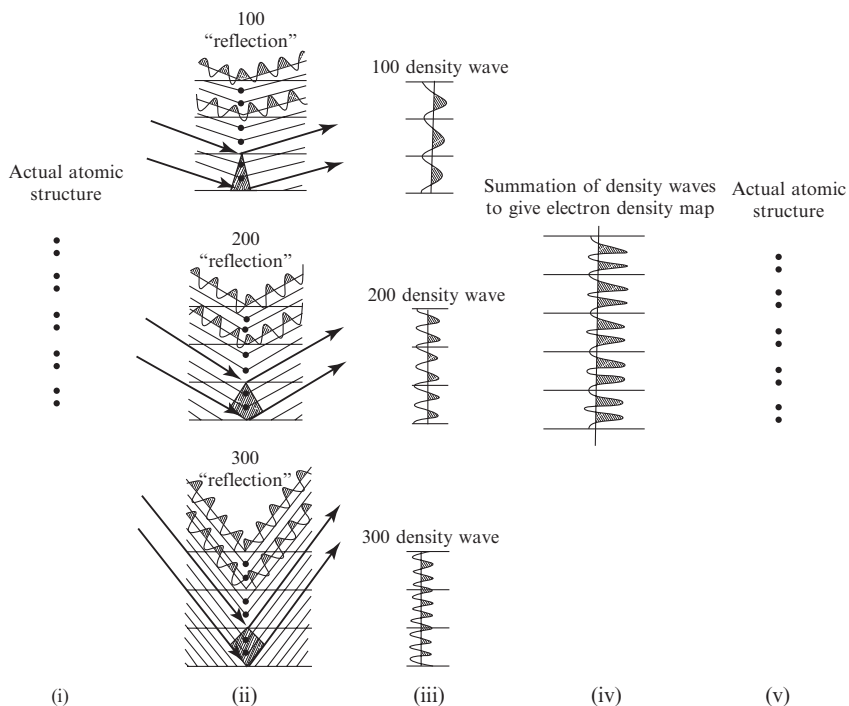 100
“reflection”
100 density wave
Actual atomic
structure
Summation of density waves
to give electron density map
Actual atomic
structure
200
“reflection”
200 density wave
300
“reflection”
300 density wave
(i)
(ii)
(iii)
(iv)
(v)